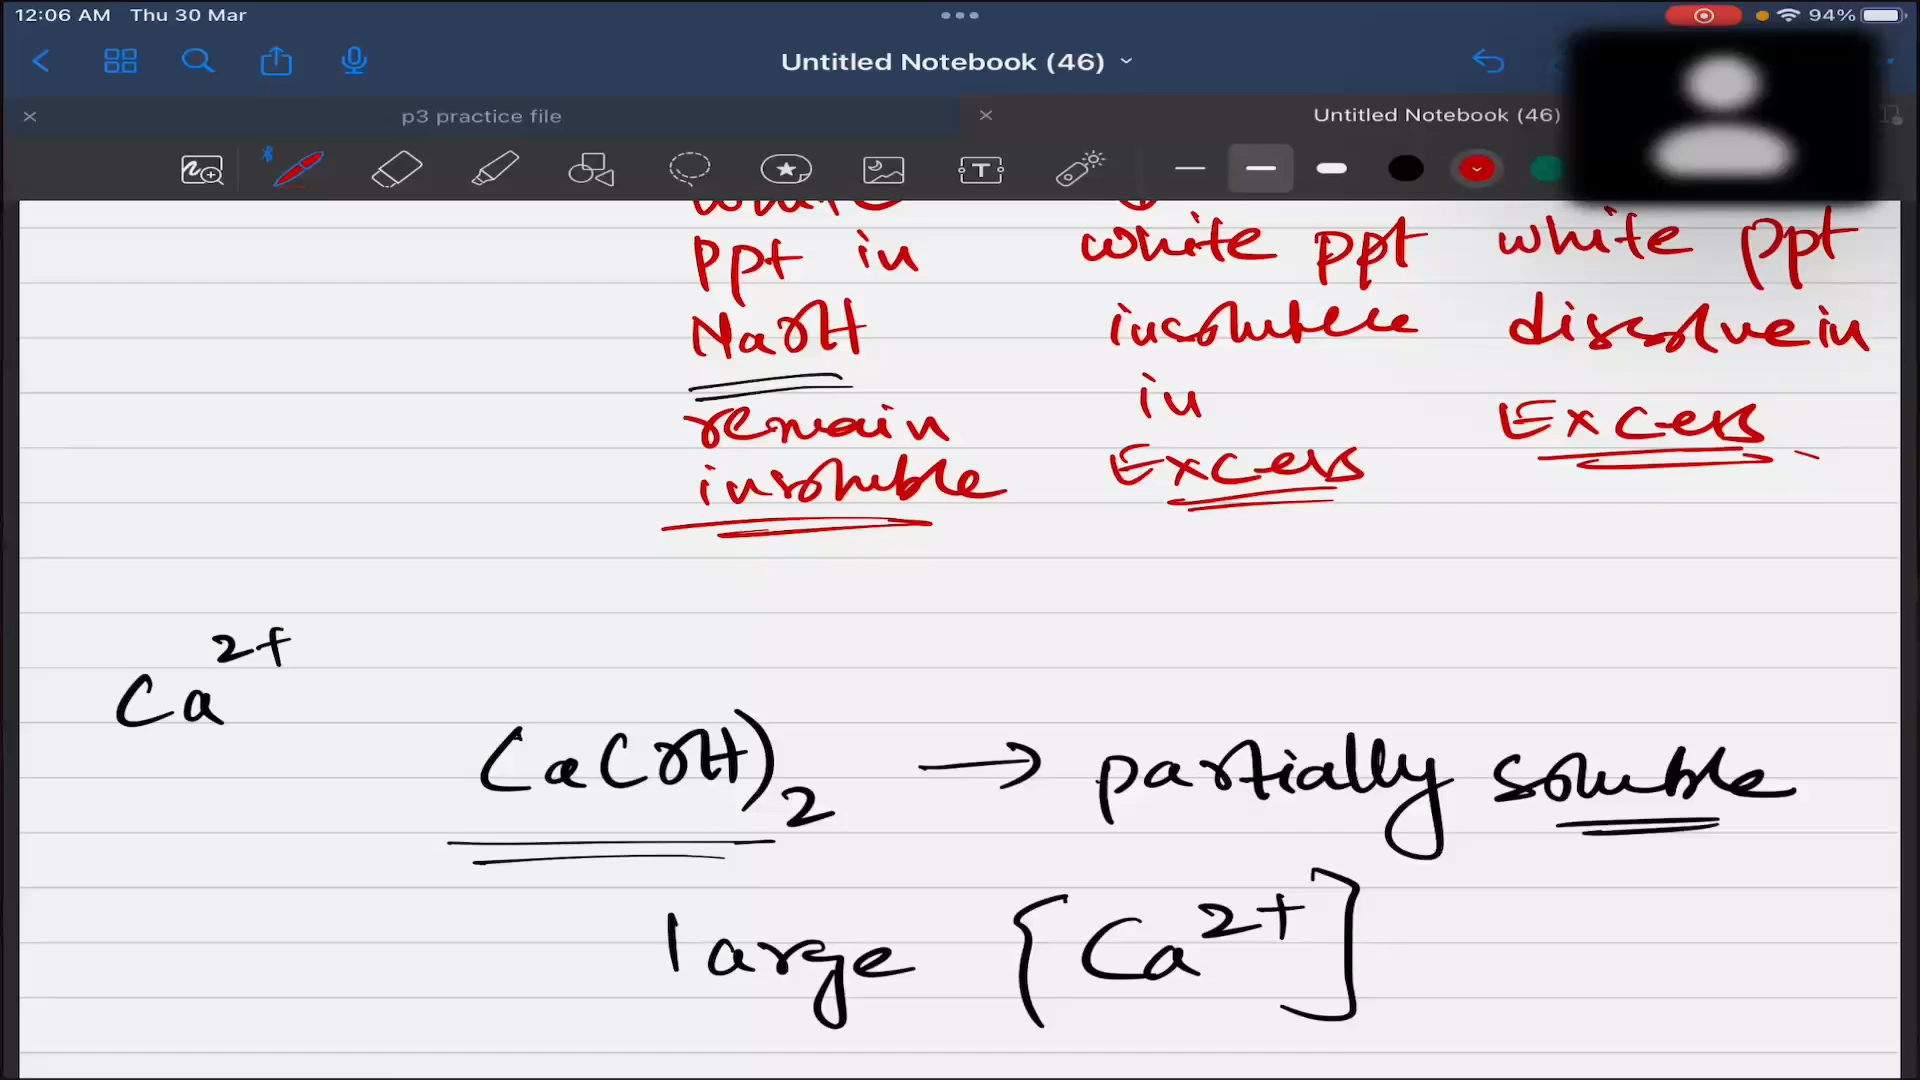 12:06 AM Thu 30 Mar
94%
Untitled Notebook (46)
p3 practice file
Untitled Notebook (46)
T
ppt in
NaOH
remain
insoluble
white ppt
insoluble
in
Excess
white ppt
dissolve in
Excess
Ca2+
Ca(OH)2 → partially soluble
large [Ca2+]